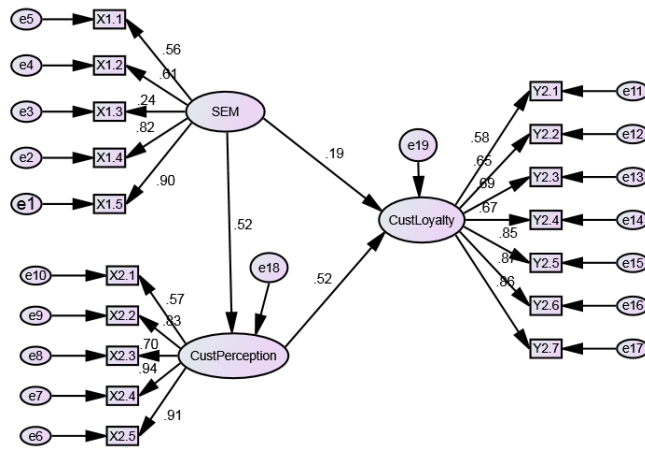 e5
X1.1
.56
e4
X1.2
.61
e3
X1.3
.24
e2
X1.4
.82
e1
X1.5
.90
SEM
.19
.52
e10
X2.1
.57
e9
X2.2
.83
e8
X2.3
.70
e7
X2.4
.94
e6
X2.5
.91
CustPerception
e18
.52
e19
CustLoyalty
.58
Y2.1
e11
.65
Y2.2
e12
.69
Y2.3
e13
.67
Y2.4
e14
.85
Y2.5
e15
.87
Y2.6
e16
.86
Y2.7
e17